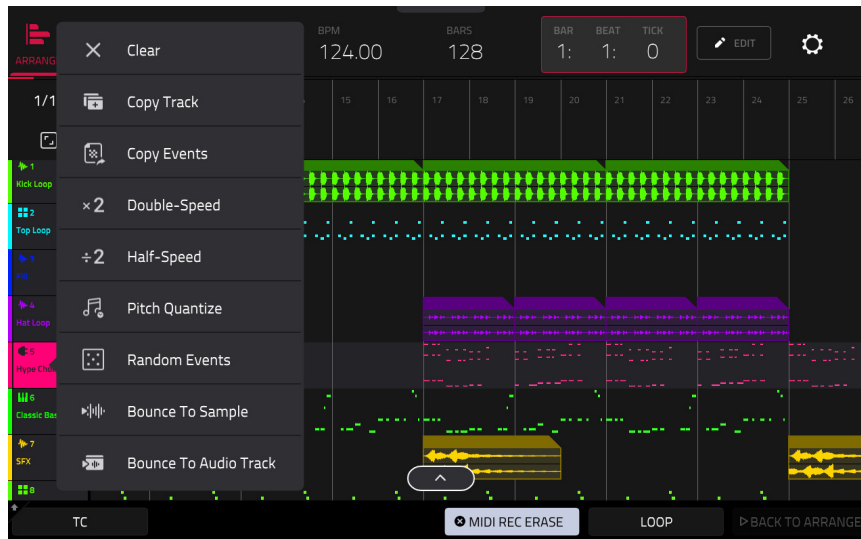 BPM
BARS
BAR BEAT TICK
124.00
128
1: 1: 0
EDIT
ARRANG
Clear
1/1
15 16 17 18 19 20 21 22 23 24 25 26
Copy Track
Copy Events
1
Kick Loop
×2 Double-Speed
2
Top Loop
÷2 Half-Speed
3
Fill
Pitch Quantize
4
Hat Loop
Random Events
5
Hype Cho
6
Classic Bas
Bounce To Sample
7
SFX
Bounce To Audio Track
8
TC
MIDI REC ERASE
LOOP
BACK TO ARRANGE